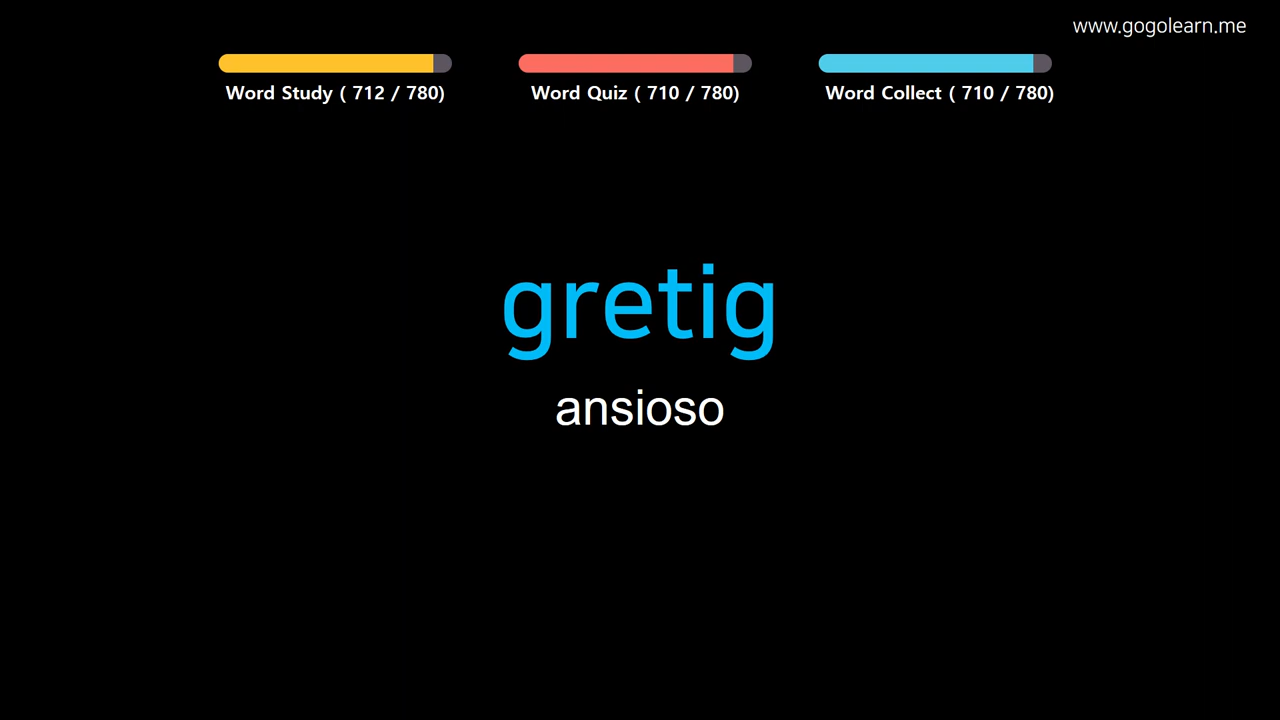 www.gogolearn.me
Word Study ( 712 / 780)
Word Quiz ( 710 / 780)
Word Collect ( 710 / 780)
gretig
ansioso